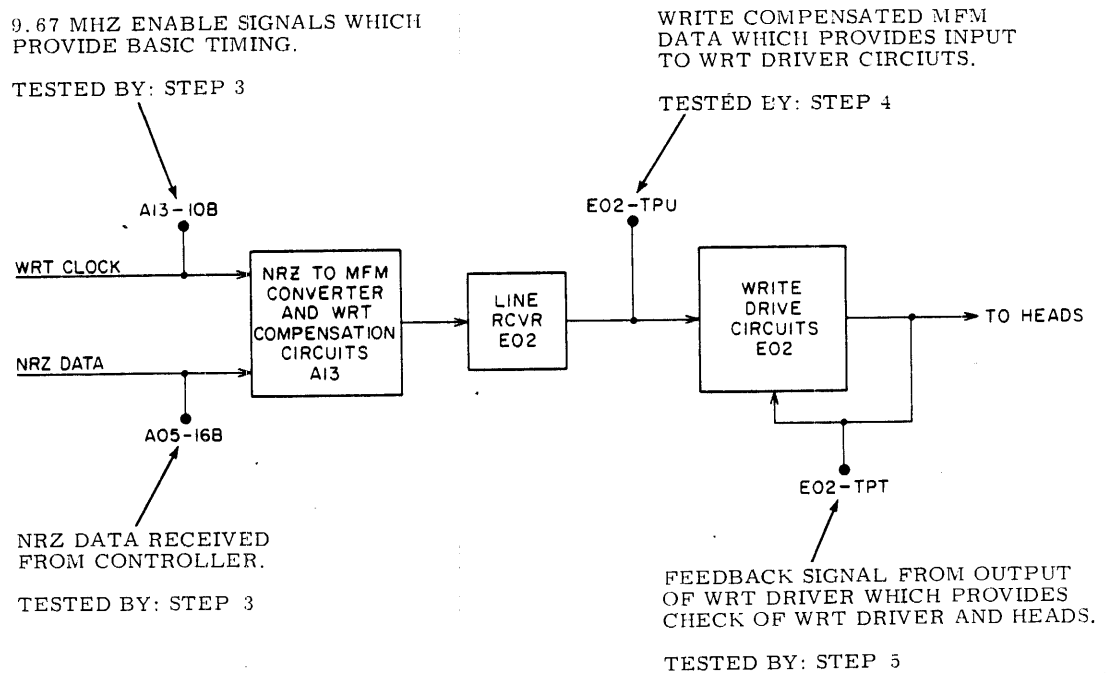 9.67 MHZ ENABLE SIGNALS WHICH
PROVIDE BASIC TIMING.
TESTED BY: STEP 3
WRITE COMPENSATED MFM
DATA WHICH PROVIDES INPUT
TO WRT DRIVER CIRCIUTS.
TESTED BY: STEP 4
A13-10B
E02-TPU
WRT CLOCK
NRZ TO MFM
CONVERTER
AND WRT
COMPENSATION
CIRCUITS
A13
LINE
RCVR
E02
WRITE
DRIVE
CIRCUITS
E02
TO HEADS
NRZ DATA
A05-16B
E02-TPT
NRZ DATA RECEIVED
FROM CONTROLLER.
TESTED BY: STEP 3
FEEDBACK SIGNAL FROM OUTPUT
OF WRT DRIVER WHICH PROVIDES
CHECK OF WRT DRIVER AND HEADS.
TESTED BY: STEP 5